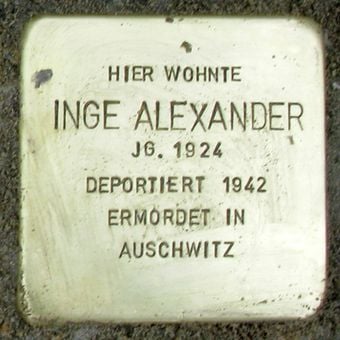 HIER WOHNTE
INGE ALEXANDER
JG. 1924
DEPORTIERT 1942
ERMORDET IN
AUSCHWITZ